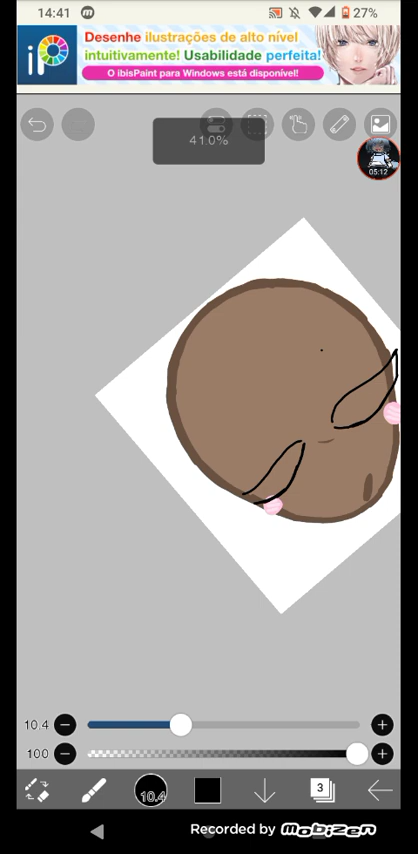 14:41
27%
iP
Desenhe ilustrações de alto nível
intuitivamente! Usabilidade perfeita!
O ibisPaint para Windows está disponível!
41.0%
05:12
10.4
100
10.4
3
Recorded by mobizen